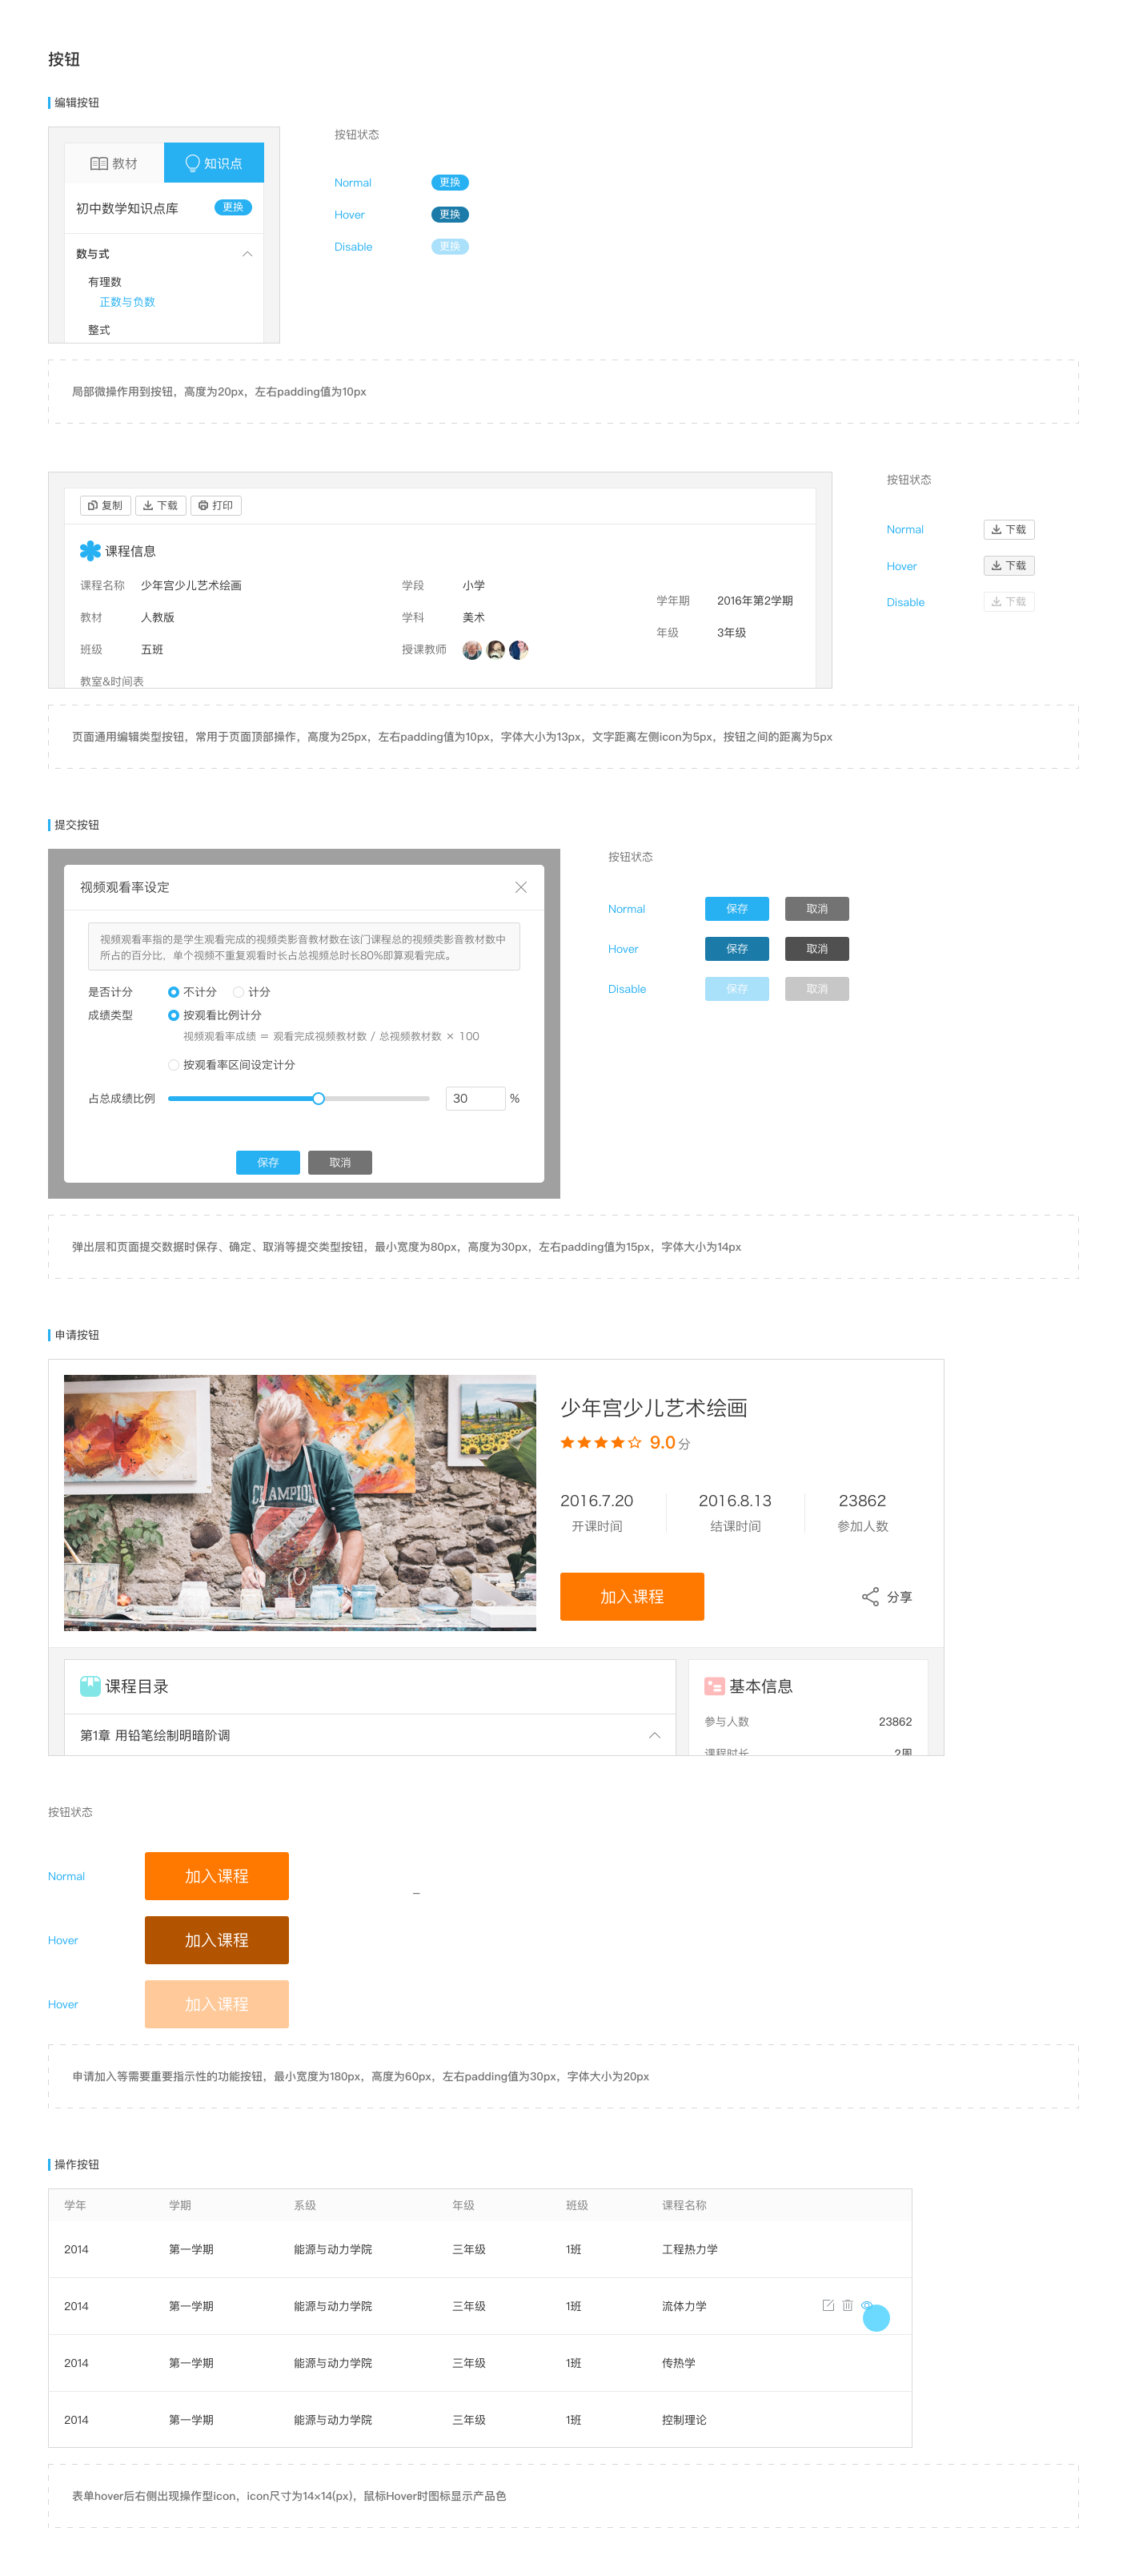 按钮
编辑按钮
教材 知识点
初中数学知识点库 更换
数与式
有理数
正数与负数
整式
按钮状态
Normal 更换
Hover 更换
Disable 更换
局部微操作用到按钮，高度为20px，左右padding值为10px
复制 下载 打印
课程信息
课程名称 少年宫少儿艺术绘画 学段 小学
学年期 2016年第2学期
教材 人教版 学科 美术
年级 3年级
班级 五班 授课教师
教室&时间表
按钮状态
Normal 下载
Hover 下载
Disable 下载
页面通用编辑类型按钮，常用于页面顶部操作，高度为25px，左右padding值为10px，字体大小为13px，文字距离左侧icon为5px，按钮之间的距离为5px
提交按钮
视频观看率设定
视频观看率指的是学生观看完成的视频类影音教材数在该门课程总的视频类影音教材数中
所占的百分比，单个视频不重复观看时长占总视频总时长80%即算观看完成。
是否计分 不计分 计分
成绩类型 按观看比例计分
视频观看率成绩 ＝ 观看完成视频教材数 / 总视频教材数 × 100
按观看率区间设定计分
占总成绩比例 30 %
保存 取消
按钮状态
Normal 保存 取消
Hover 保存 取消
Disable 保存 取消
弹出层和页面提交数据时保存、确定、取消等提交类型按钮，最小宽度为80px，高度为30px，左右padding值为15px，字体大小为14px
申请按钮
CHAMPION
少年宫少儿艺术绘画
9.0 分
2016.7.20 2016.8.13 23862
开课时间 结课时间 参加人数
加入课程 分享
课程目录
第1章 用铅笔绘制明暗阶调
基本信息
参与人数 23862
课程时长 2周
按钮状态
Normal 加入课程
–
Hover 加入课程
Hover 加入课程
申请加入等需要重要指示性的功能按钮，最小宽度为180px，高度为60px，左右padding值为30px，字体大小为20px
操作按钮
学年 学期 系级 年级 班级 课程名称
2014 第一学期 能源与动力学院 三年级 1班 工程热力学
2014 第一学期 能源与动力学院 三年级 1班 流体力学
2014 第一学期 能源与动力学院 三年级 1班 传热学
2014 第一学期 能源与动力学院 三年级 1班 控制理论
表单hover后右侧出现操作型icon，icon尺寸为14×14(px)，鼠标Hover时图标显示产品色